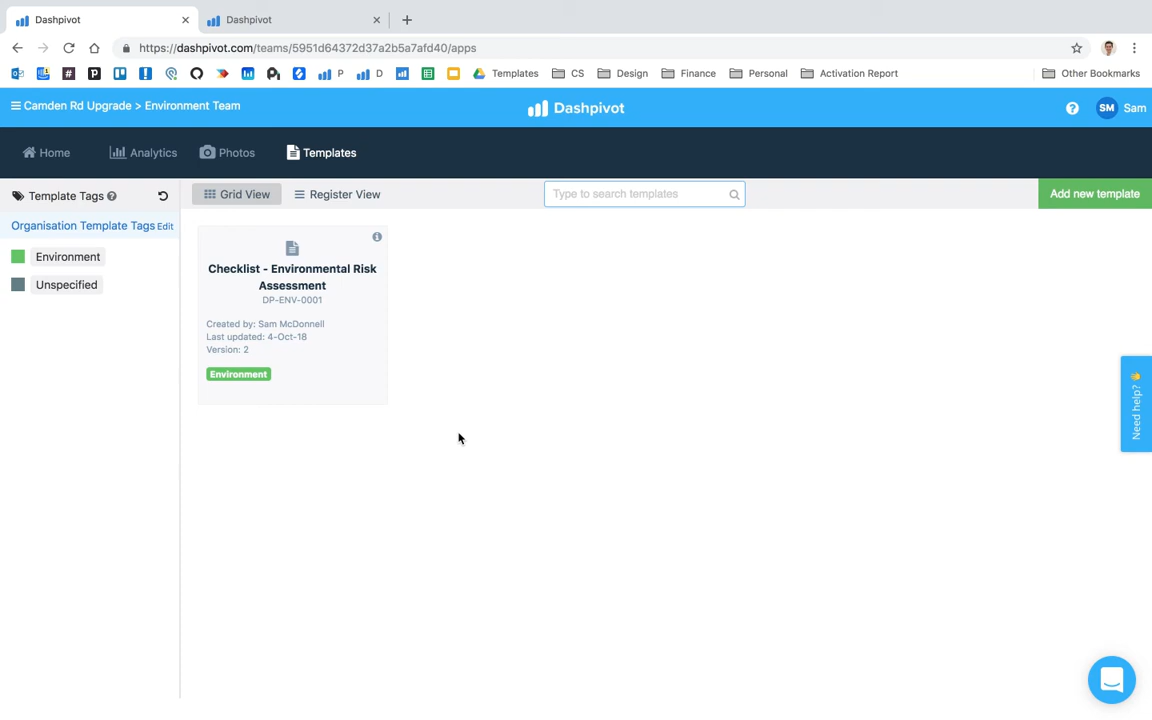 Dashpivot
Dashpivot
https://dashpivot.com/teams/5951d64372d37a2b5a7afd40/apps
P D Templates CS Design Finance Personal Activation Report Other Bookmarks
Camden Rd Upgrade > Environment Team
Dashpivot
SM Sam
Home Analytics Photos Templates
Template Tags
Grid View Register View
Type to search templates
Add new template
Organisation Template Tags Edit
Environment
Unspecified
Checklist - Environmental Risk
Assessment
DP-ENV-0001
Created by: Sam McDonnell
Last updated: 4-Oct-18
Version: 2
Environment
Need help?